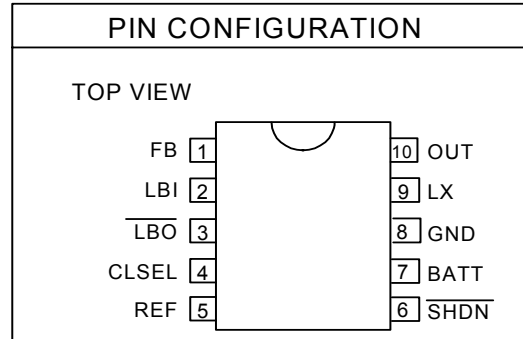 PIN CONFIGURATION
TOP VIEW
FB 1 10 OUT
LBI 2 9 LX
LBO 3 8 GND
CLSEL 4 7 BATT
REF 5 6 SHDN